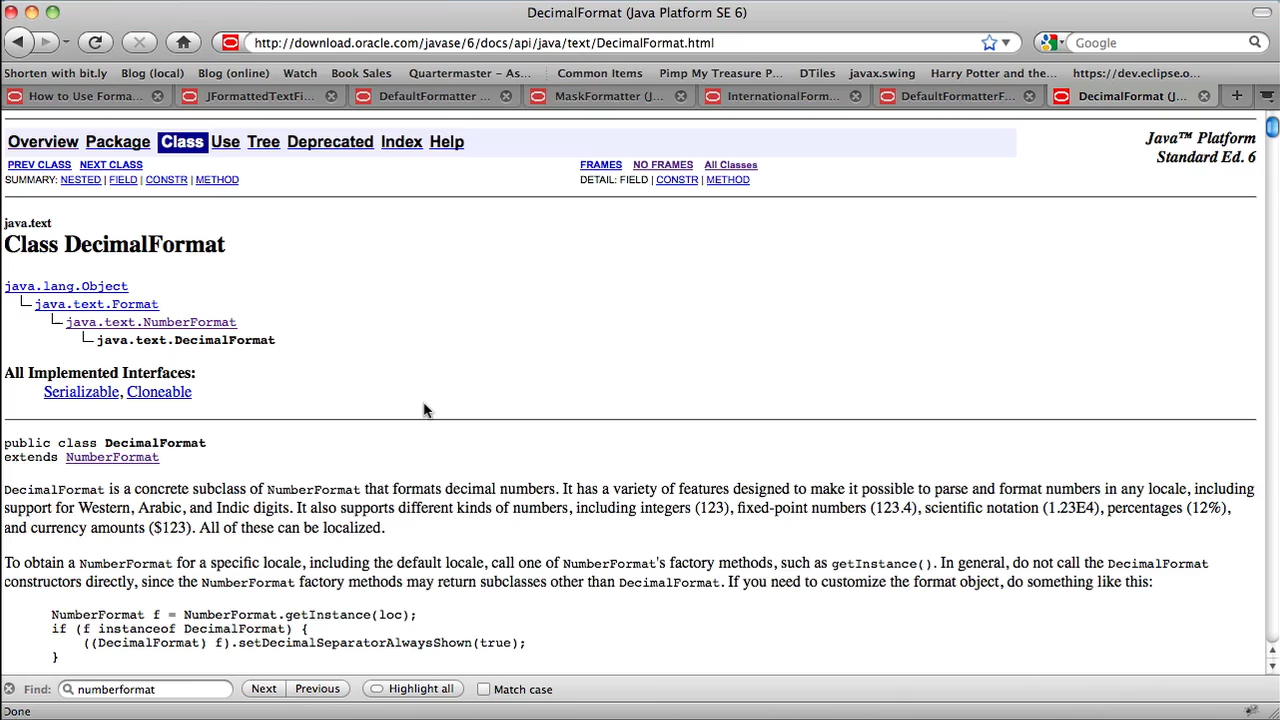 DecimalFormat (Java Platform SE 6)
http://download.oracle.com/javase/6/docs/api/java/text/DecimalFormat.html
Google
Shorten with bit.ly Blog (local) Blog (online) Watch Book Sales Quartermaster – As... Common Items Pimp My Treasure P... DTiles javax.swing Harry Potter and the... https://dev.eclipse.o...
How to Use Forma... JFormattedTextFi... DefaultFormatter ... MaskFormatter (J... InternationalForm... DefaultFormatterF... DecimalFormat (J...
Overview Package Class Use Tree Deprecated Index Help
Java™ Platform
Standard Ed. 6
PREV CLASS NEXT CLASS FRAMES NO FRAMES All Classes
SUMMARY: NESTED | FIELD | CONSTR | METHOD DETAIL: FIELD | CONSTR | METHOD
java.text
Class DecimalFormat
java.lang.Object
java.text.Format
java.text.NumberFormat
java.text.DecimalFormat
All Implemented Interfaces:
Serializable, Cloneable
public class DecimalFormat
extends NumberFormat
DecimalFormat is a concrete subclass of NumberFormat that formats decimal numbers. It has a variety of features designed to make it possible to parse and format numbers in any locale, including
support for Western, Arabic, and Indic digits. It also supports different kinds of numbers, including integers (123), fixed-point numbers (123.4), scientific notation (1.23E4), percentages (12%),
and currency amounts ($123). All of these can be localized.
To obtain a NumberFormat for a specific locale, including the default locale, call one of NumberFormat's factory methods, such as getInstance(). In general, do not call the DecimalFormat
constructors directly, since the NumberFormat factory methods may return subclasses other than DecimalFormat. If you need to customize the format object, do something like this:
NumberFormat f = NumberFormat.getInstance(loc);
if (f instanceof DecimalFormat) {
((DecimalFormat) f).setDecimalSeparatorAlwaysShown(true);
}
Find: numberformat Next Previous Highlight all Match case
Done